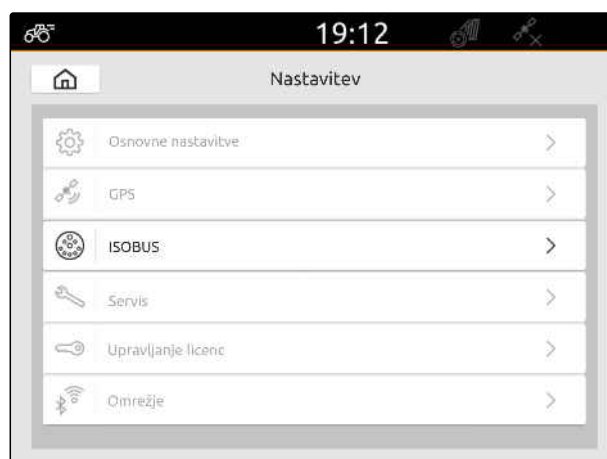 19:12
Nastavitev
Osnovne nastavitve
GPS
ISOBUS
Servis
Upravljanje licenc
Omrežje